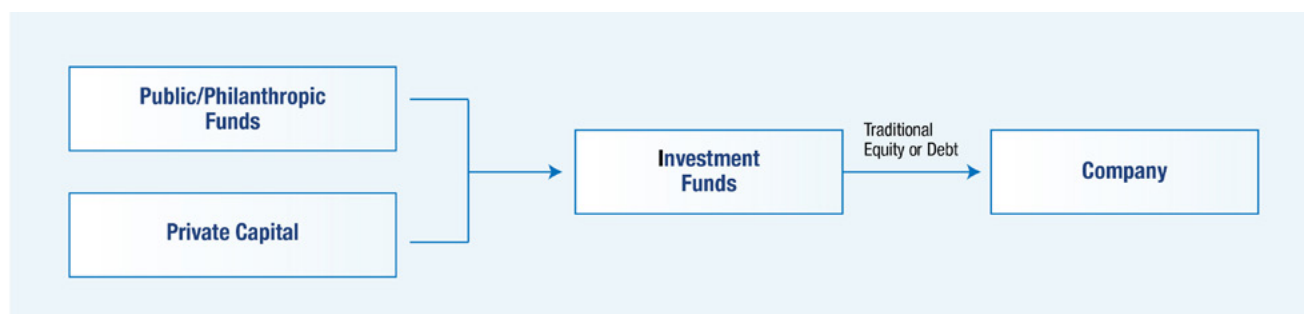 Public/Philanthropic
Funds
Private Capital
Investment
Funds
Traditional
Equity or Debt
Company